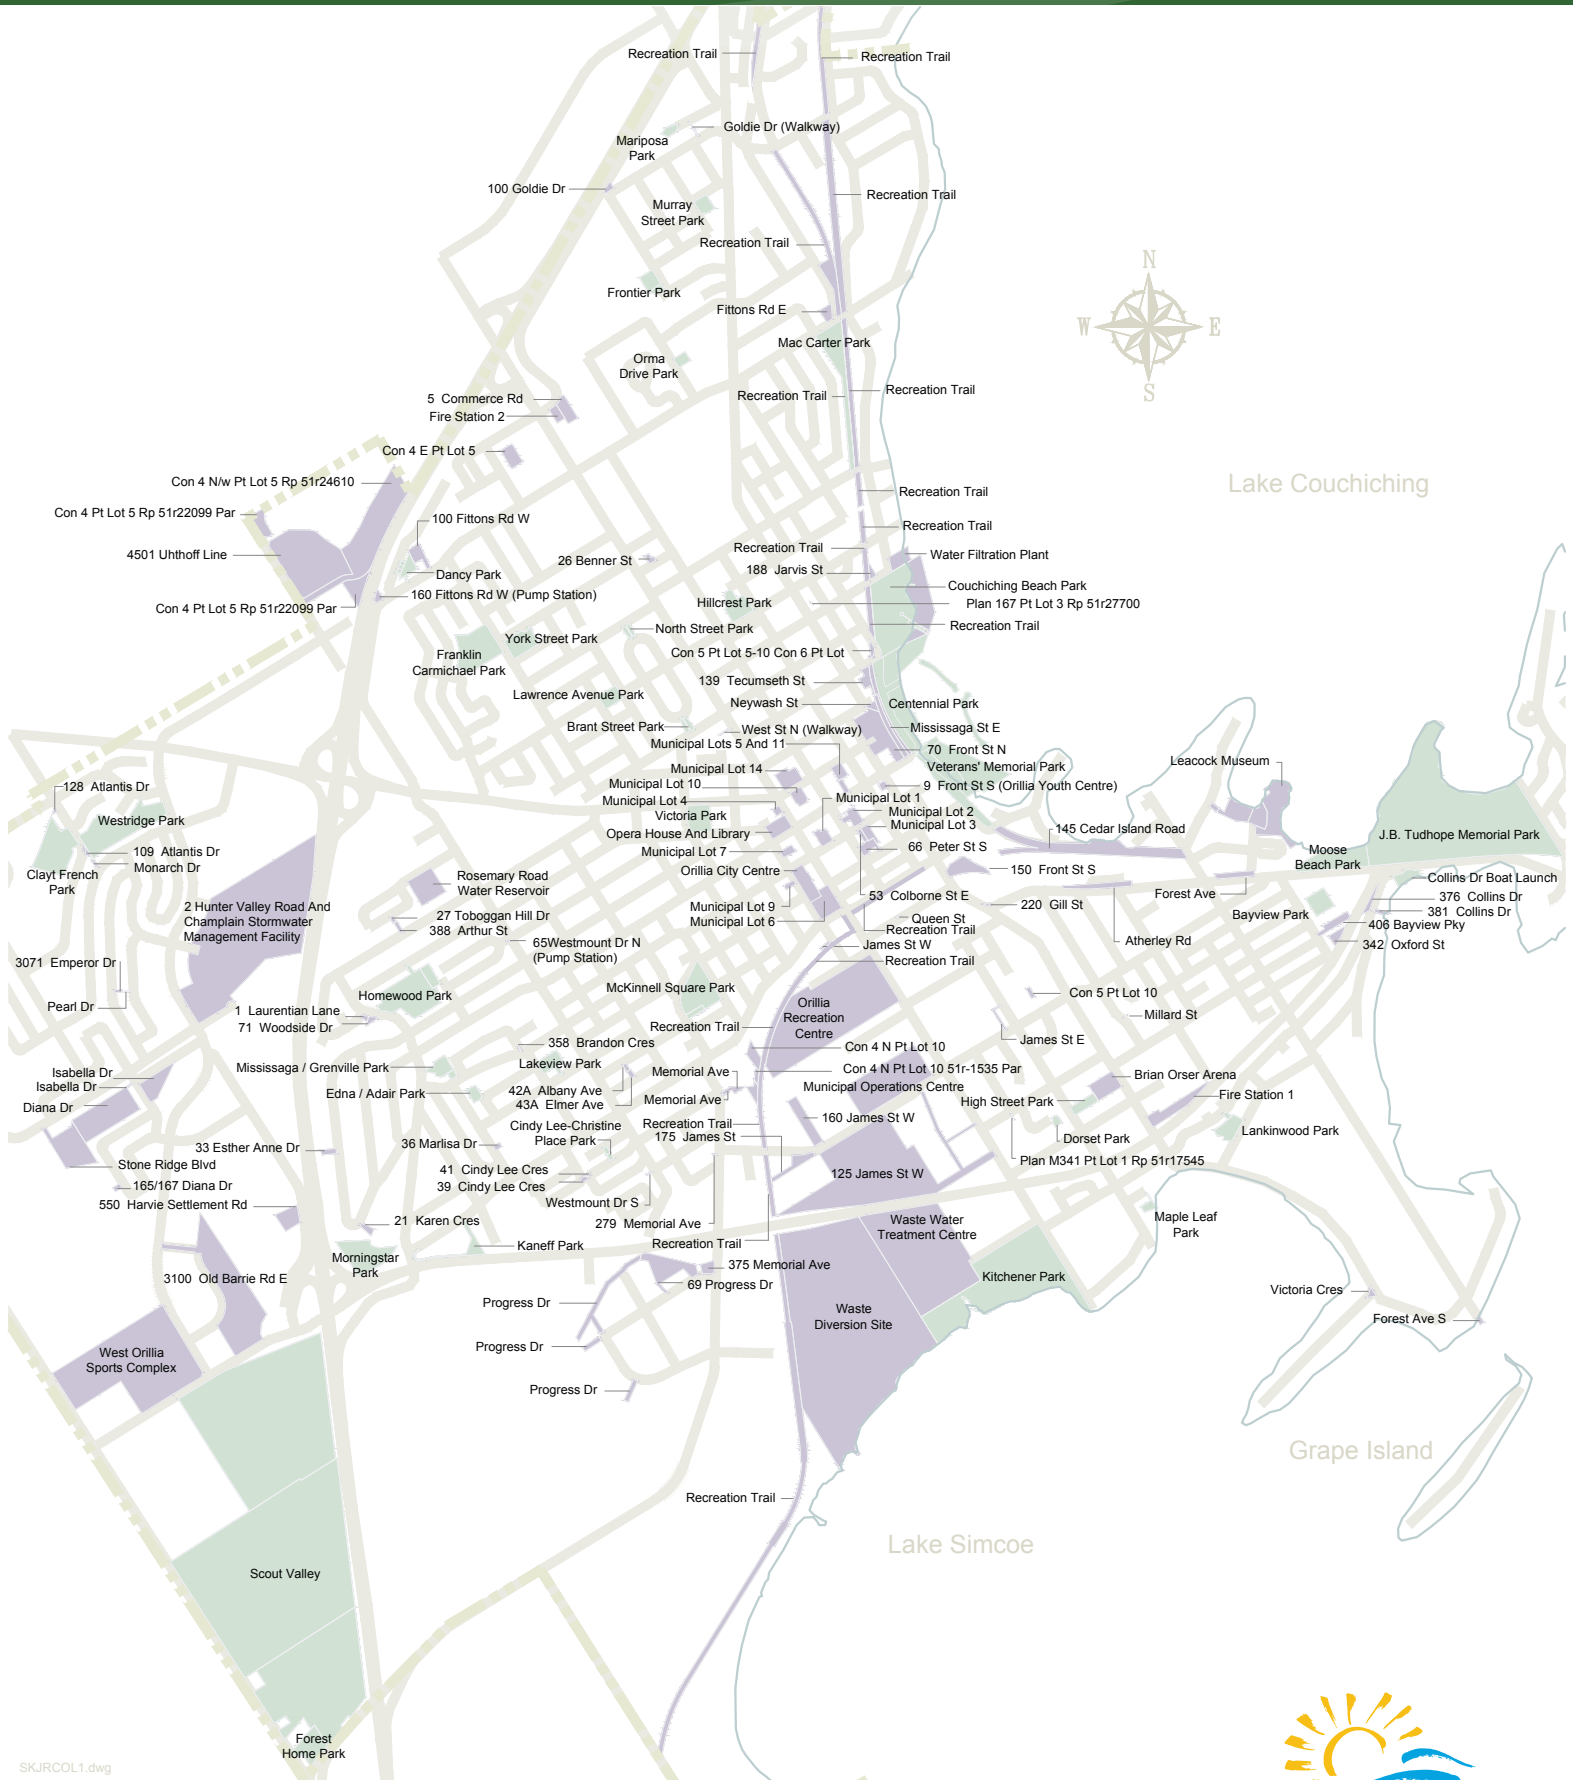 Recreation Trail
Recreation Trail
Goldie Dr (Walkway)
Mariposa
Park
100 Goldie Dr
Recreation Trail
Murray
Street Park
Recreation Trail
N
W
E
S
Frontier Park
Fittons Rd E
Mac Carter Park
Orma
Drive Park
Recreation Trail
Recreation Trail
5 Commerce Rd
Fire Station 2
Con 4 E Pt Lot 5
Con 4 N/w Pt Lot 5 Rp 51r24610
Lake Couchiching
Recreation Trail
Con 4 Pt Lot 5 Rp 51r22099 Par
100 Fittons Rd W
Recreation Trail
4501 Uhthoff Line
Recreation Trail
Water Filtration Plant
26 Benner St
188 Jarvis St
Dancy Park
Couchiching Beach Park
160 Fittons Rd W (Pump Station)
Hillcrest Park
Plan 167 Pt Lot 3 Rp 51r27700
Con 4 Pt Lot 5 Rp 51r22099 Par
Recreation Trail
North Street Park
York Street Park
Franklin
Carmichael Park
Con 5 Pt Lot 5-10 Con 6 Pt Lot
139 Tecumseth St
Lawrence Avenue Park
Neywash St
Centennial Park
Brant Street Park
West St N (Walkway)
Mississaga St E
Municipal Lots 5 And 11
70 Front St N
Veterans' Memorial Park
Leacock Museum
Municipal Lot 14
Municipal Lot 10
9 Front St S (Orillia Youth Centre)
128 Atlantis Dr
Municipal Lot 4
Municipal Lot 1
Victoria Park
Municipal Lot 2
Westridge Park
Municipal Lot 3
145 Cedar Island Road
Opera House And Library
J.B. Tudhope Memorial Park
66 Peter St S
Moose
Beach Park
109 Atlantis Dr
Municipal Lot 7
Monarch Dr
Orillia City Centre
150 Front St S
Clayt French
Park
Rosemary Road
Water Reservoir
Collins Dr Boat Launch
53 Colborne St E
Forest Ave
376 Collins Dr
2 Hunter Valley Road And
Champlain Stormwater
Management Facility
Municipal Lot 9
220 Gill St
381 Collins Dr
27 Toboggan Hill Dr
Municipal Lot 6
Queen St
Bayview Park
406 Bayview Pky
388 Arthur St
Recreation Trail
65Westmount Dr N
(Pump Station)
James St W
Atherley Rd
342 Oxford St
3071 Emperor Dr
Recreation Trail
McKinnell Square Park
Homewood Park
Con 5 Pt Lot 10
Pearl Dr
Orillia
Recreation
Centre
1 Laurentian Lane
Millard St
71 Woodside Dr
Recreation Trail
James St E
358 Brandon Cres
Con 4 N Pt Lot 10
Mississaga / Grenville Park
Lakeview Park
Memorial Ave
Con 4 N Pt Lot 10 51r-1535 Par
Isabella Dr
Isabella Dr
Brian Orser Arena
Municipal Operations Centre
42A Albany Ave
Edna / Adair Park
Memorial Ave
43A Elmer Ave
High Street Park
Fire Station 1
Diana Dr
160 James St W
Recreation Trail
Cindy Lee-Christine
Place Park
175 James St
Lankinwood Park
Dorset Park
33 Esther Anne Dr
36 Marlisa Dr
Plan M341 Pt Lot 1 Rp 51r17545
Stone Ridge Blvd
41 Cindy Lee Cres
125 James St W
165/167 Diana Dr
39 Cindy Lee Cres
550 Harvie Settlement Rd
Westmount Dr S
21 Karen Cres
279 Memorial Ave
Waste Water
Treatment Centre
Maple Leaf
Park
Kaneff Park
Recreation Trail
Morningstar
Park
375 Memorial Ave
3100 Old Barrie Rd E
69 Progress Dr
Kitchener Park
Victoria Cres
Progress Dr
Waste
Diversion Site
Forest Ave S
Progress Dr
West Orillia
Sports Complex
Progress Dr
Grape Island
Recreation Trail
Lake Simcoe
Scout Valley
Forest
Home Park
SKJRCOL1.dwg